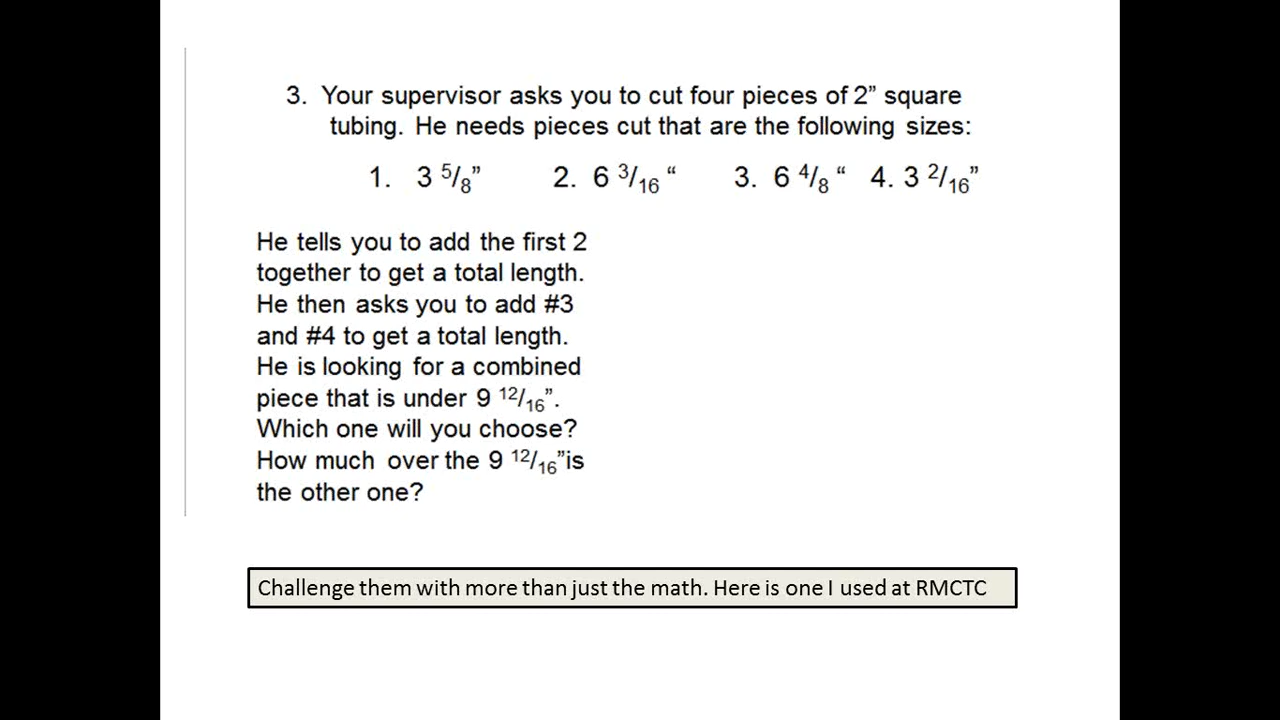 3. Your supervisor asks you to cut four pieces of 2” square
tubing. He needs pieces cut that are the following sizes:
1. 3 5/8” 2. 6 3/16 “ 3. 6 4/8 “ 4. 3 2/16”
He tells you to add the first 2
together to get a total length.
He then asks you to add #3
and #4 to get a total length.
He is looking for a combined
piece that is under 9 12/16”.
Which one will you choose?
How much over the 9 12/16”is
the other one?
Challenge them with more than just the math. Here is one I used at RMCTC